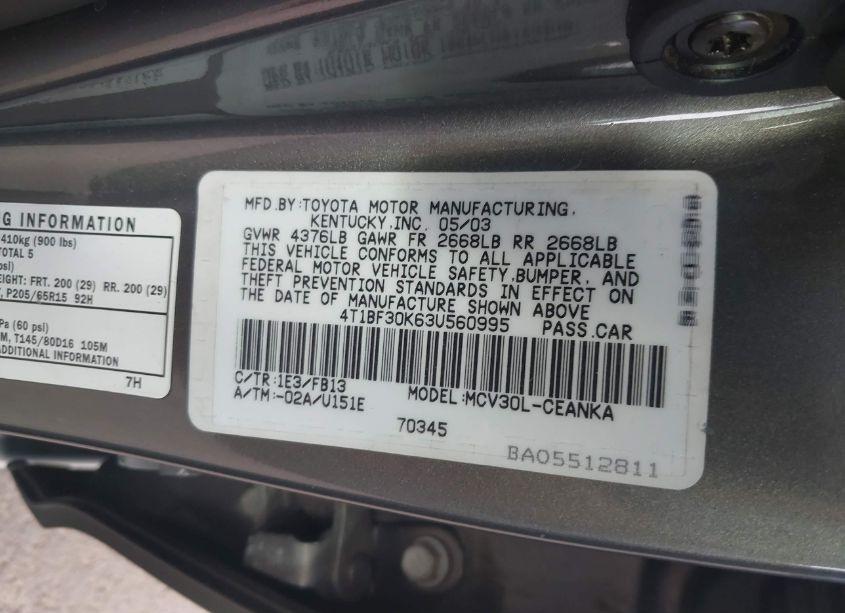 G INFORMATION
410kg (900 lbs)
TOTAL 5
psi)
EIGHT: FRT. 200 (29) RR. 200 (29)
, P205/65R15 92H
Pa (60 psi)
M, T145/80D16 105M
ADDITIONAL INFORMATION
7H
MFD.BY:TOYOTA MOTOR MANUFACTURING,
KENTUCKY,INC. 05/03
GVWR 4376LB GAWR FR 2668LB RR 2668LB
THIS VEHICLE CONFORMS TO ALL APPLICABLE
FEDERAL MOTOR VEHICLE SAFETY,BUMPER, AND
THEFT PREVENTION STANDARDS IN EFFECT ON
THE DATE OF MANUFACTURE SHOWN ABOVE
4T1BF30K63U560995 PASS.CAR
C/TR:1E3/FB13
A/TM:-02A/U151E
MODEL:MCV30L-CEANKA
70345
BA05512811